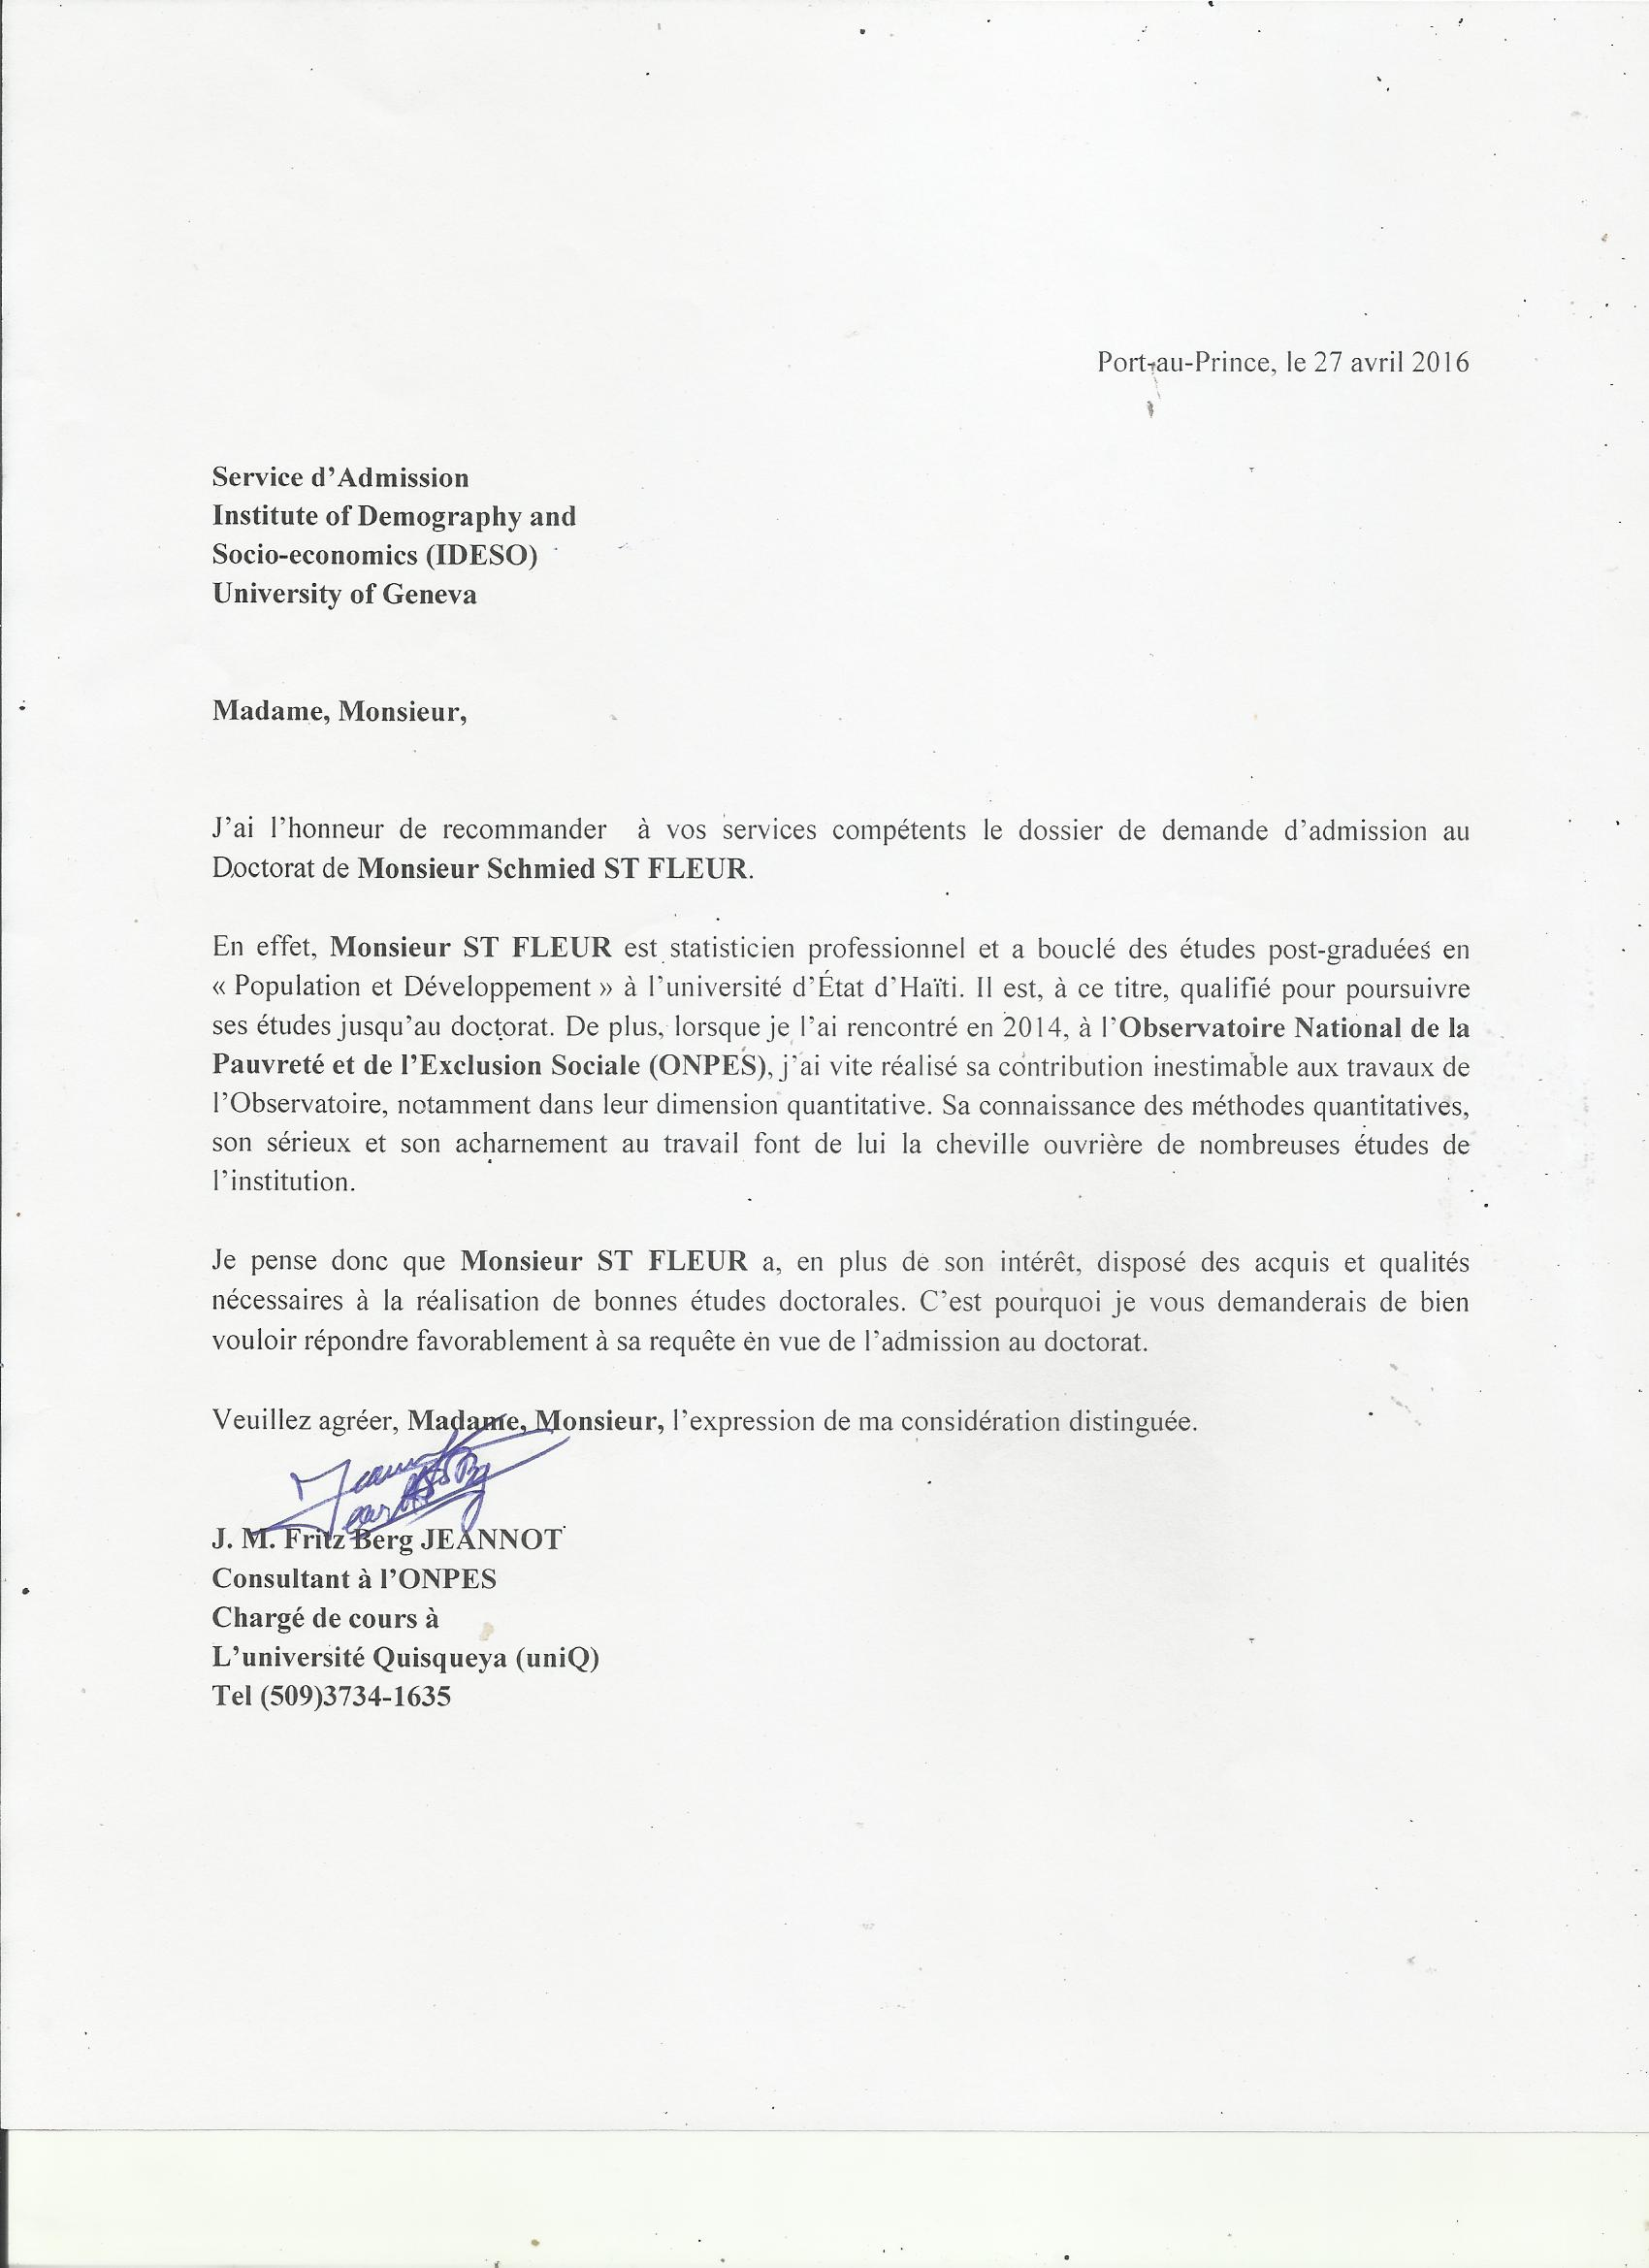 Port-au-Prince, le 27 avril 2016
Service d’Admission
Institute of Demography and
Socio-economics (IDESO)
University of Geneva
Madame, Monsieur,
J’ai l’honneur de recommander à vos services compétents le dossier de demande d’admission au
Doctorat de Monsieur Schmied ST FLEUR.
En effet, Monsieur ST FLEUR est statisticien professionnel et a bouclé des études post-graduées en
« Population et Développement » à l’université d’État d’Haïti. Il est, à ce titre, qualifié pour poursuivre
ses études jusqu’au doctorat. De plus, lorsque je l’ai rencontré en 2014, à l’Observatoire National de la
Pauvreté et de l’Exclusion Sociale (ONPES), j’ai vite réalisé sa contribution inestimable aux travaux de
l’Observatoire, notamment dans leur dimension quantitative. Sa connaissance des méthodes quantitatives,
son sérieux et son acharnement au travail font de lui la cheville ouvrière de nombreuses études de
l’institution.
Je pense donc que Monsieur ST FLEUR a, en plus de son intérêt, disposé des acquis et qualités
nécessaires à la réalisation de bonnes études doctorales. C’est pourquoi je vous demanderais de bien
vouloir répondre favorablement à sa requête en vue de l’admission au doctorat.
Veuillez agréer, Madame, Monsieur, l’expression de ma considération distinguée.
J. M. Fritz Berg JEANNOT
Consultant à l’ONPES
Chargé de cours à
L’université Quisqueya (uniQ)
Tel (509)3734-1635